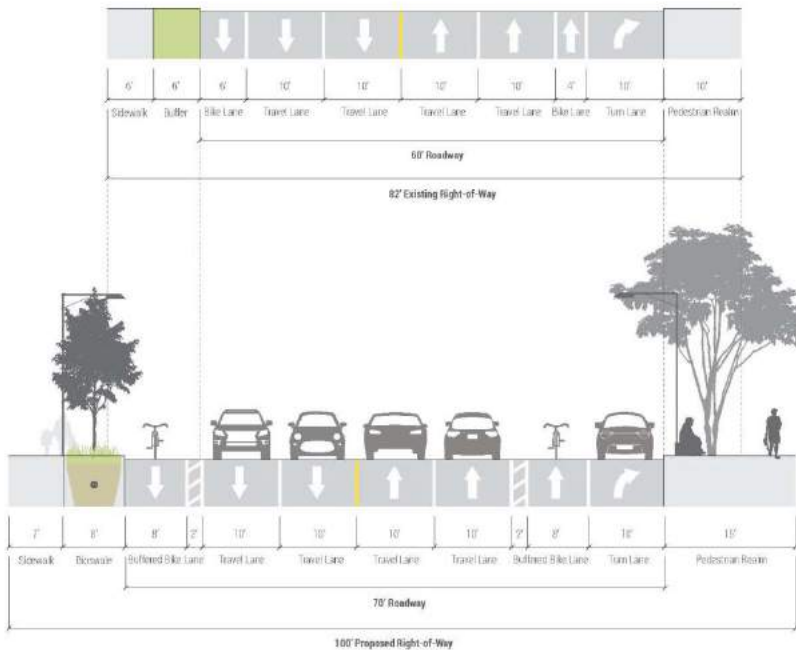 6' 6' 6' 10' 10' 10' 10' 4' 10' 10'
Sidewalk Buffer Bike Lane Travel Lane Travel Lane Travel Lane Travel Lane Bike Lane Turn Lane Pedestrian Realm
60' Roadway
82' Existing Right-of-Way
7' 8' 8' 2' 10' 10' 10' 10' 2' 8' 10' 15'
Sidewalk Bioswale Buffered Bike Lane Travel Lane Travel Lane Travel Lane Travel Lane Buffered Bike Lane Turn Lane Pedestrian Realm
70' Roadway
100' Proposed Right-of-Way